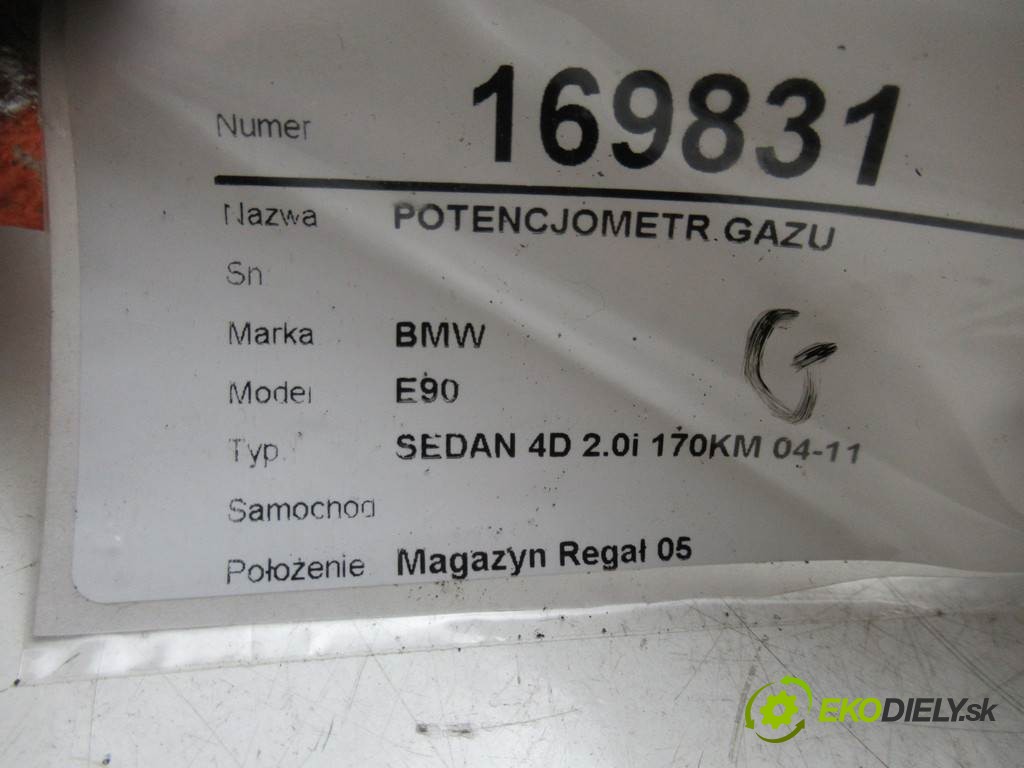 Numer 169831
Nazwa POTENCJOMETR GAZU
Sn
Marka BMW
G
Model E90
Typ SEDAN 4D 2.0i 170KM 04-11
Samochod
Położenie Magazyn Regał 05
EKODIELY.sk